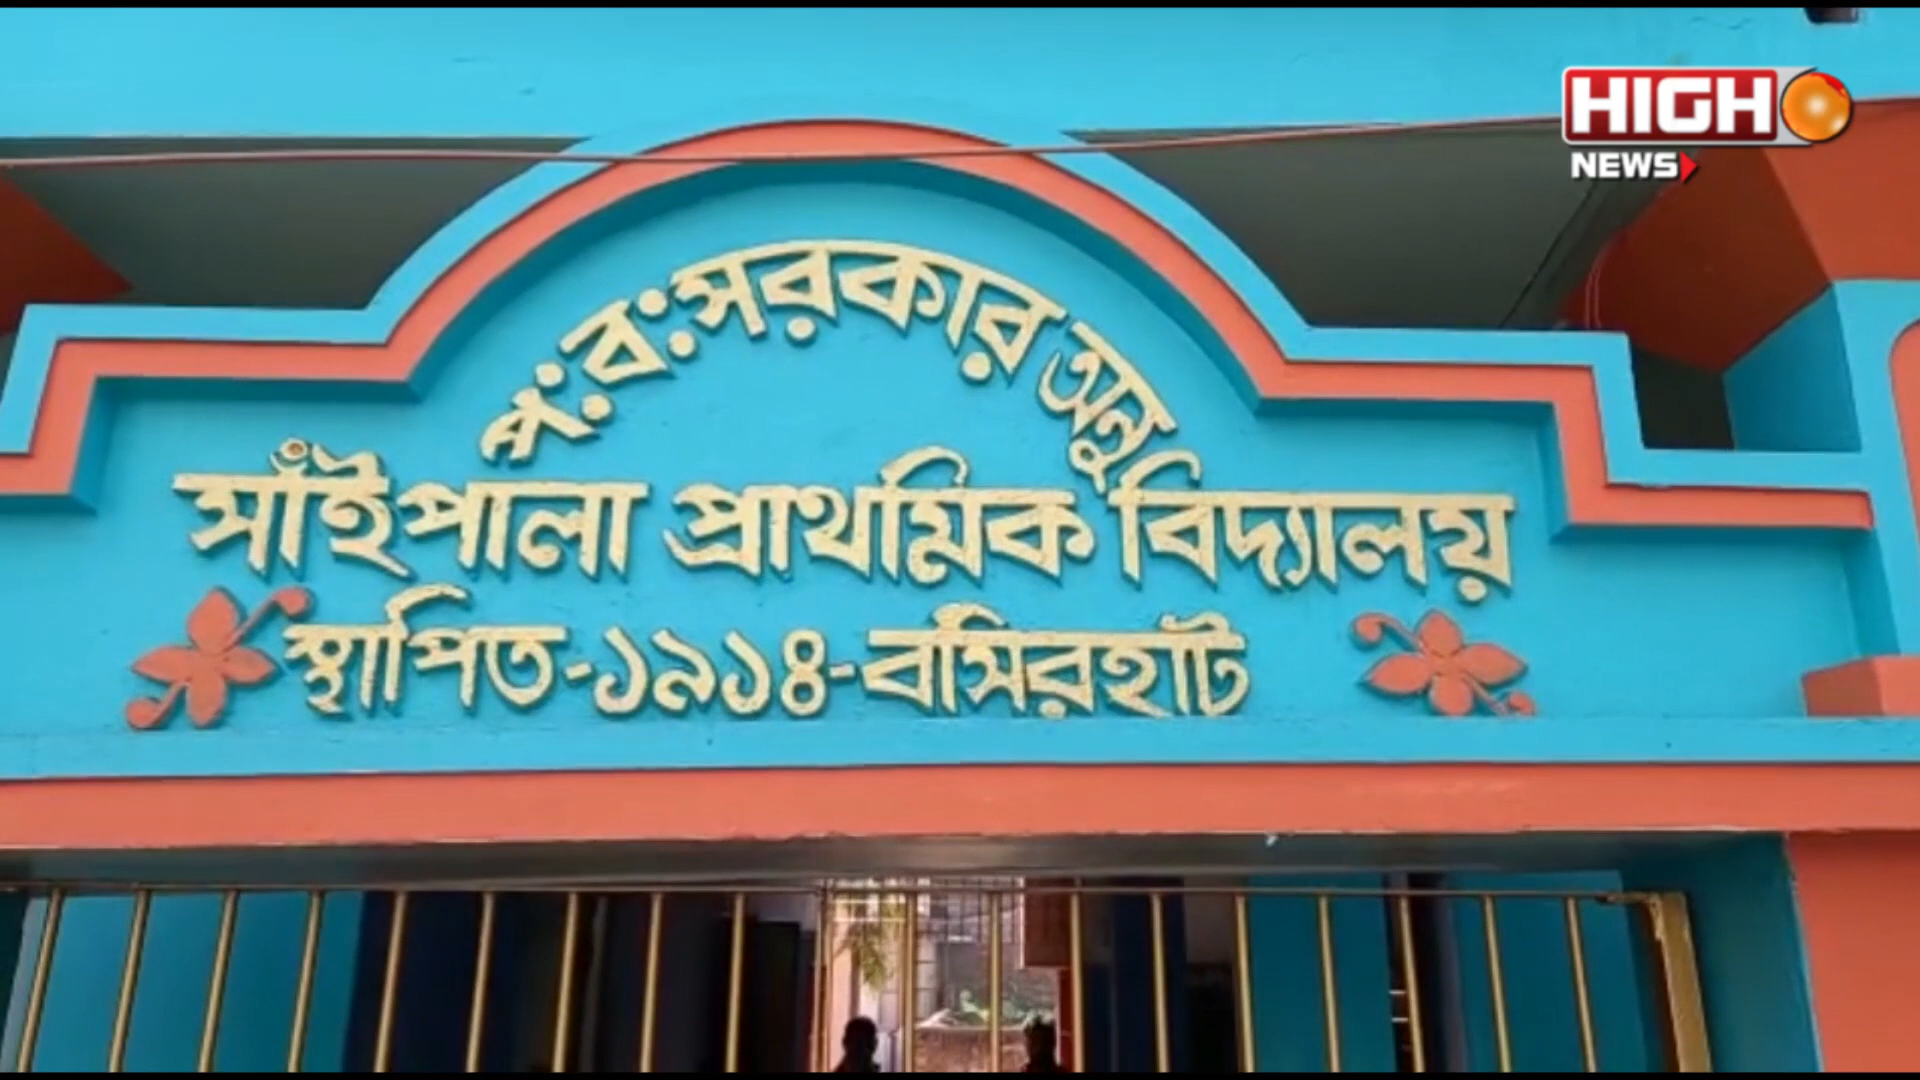 HIGH
NEWS
প:ব:সরকার অনু
সাঁইপালা প্রাথমিক বিদ্যালয়
স্থাপিত-১৯১৪-বসিরহাট